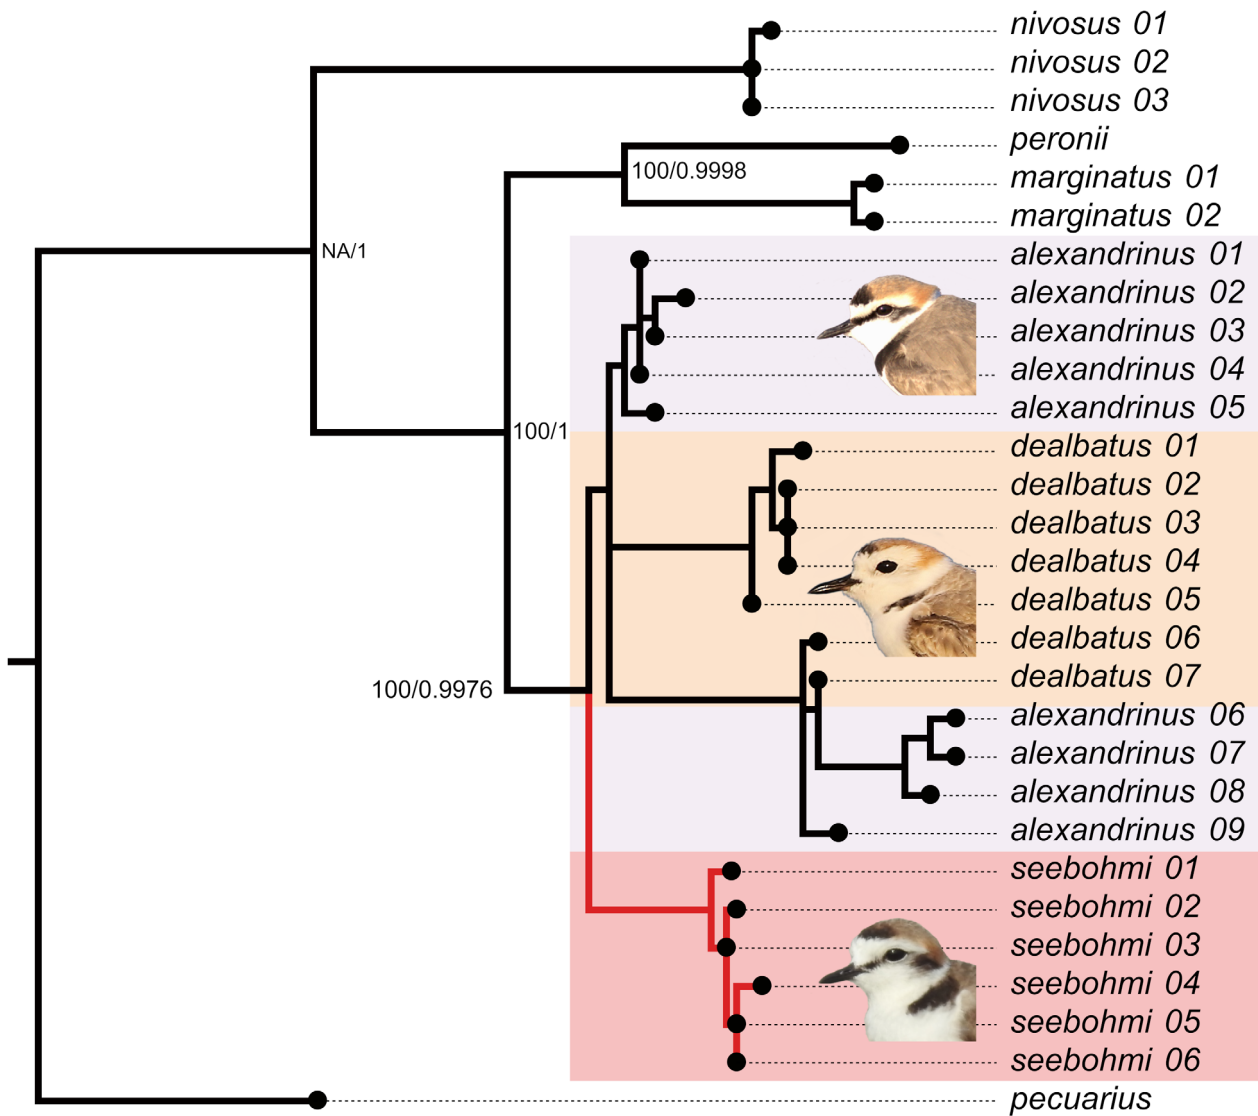 nivosus 01
nivosus 02
nivosus 03
peronii
100/0.9998
marginatus 01
marginatus 02
NA/1
alexandrinus 01
alexandrinus 02
alexandrinus 03
alexandrinus 04
alexandrinus 05
100/1
dealbatus 01
dealbatus 02
dealbatus 03
dealbatus 04
dealbatus 05
dealbatus 06
dealbatus 07
100/0.9976
alexandrinus 06
alexandrinus 07
alexandrinus 08
alexandrinus 09
seebohmi 01
seebohmi 02
seebohmi 03
seebohmi 04
seebohmi 05
seebohmi 06
pecuarius